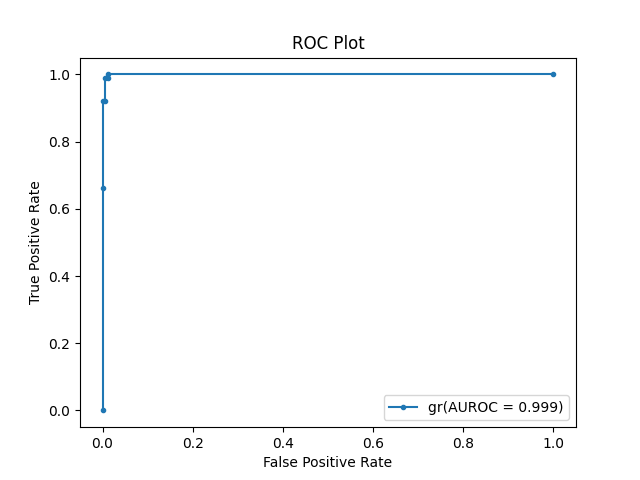 ROC Plot
1.0
0.8
0.6
0.4
0.2
0.0
True Positive Rate
gr(AUROC = 0.999)
0.0 0.2 0.4 0.6 0.8 1.0
False Positive Rate